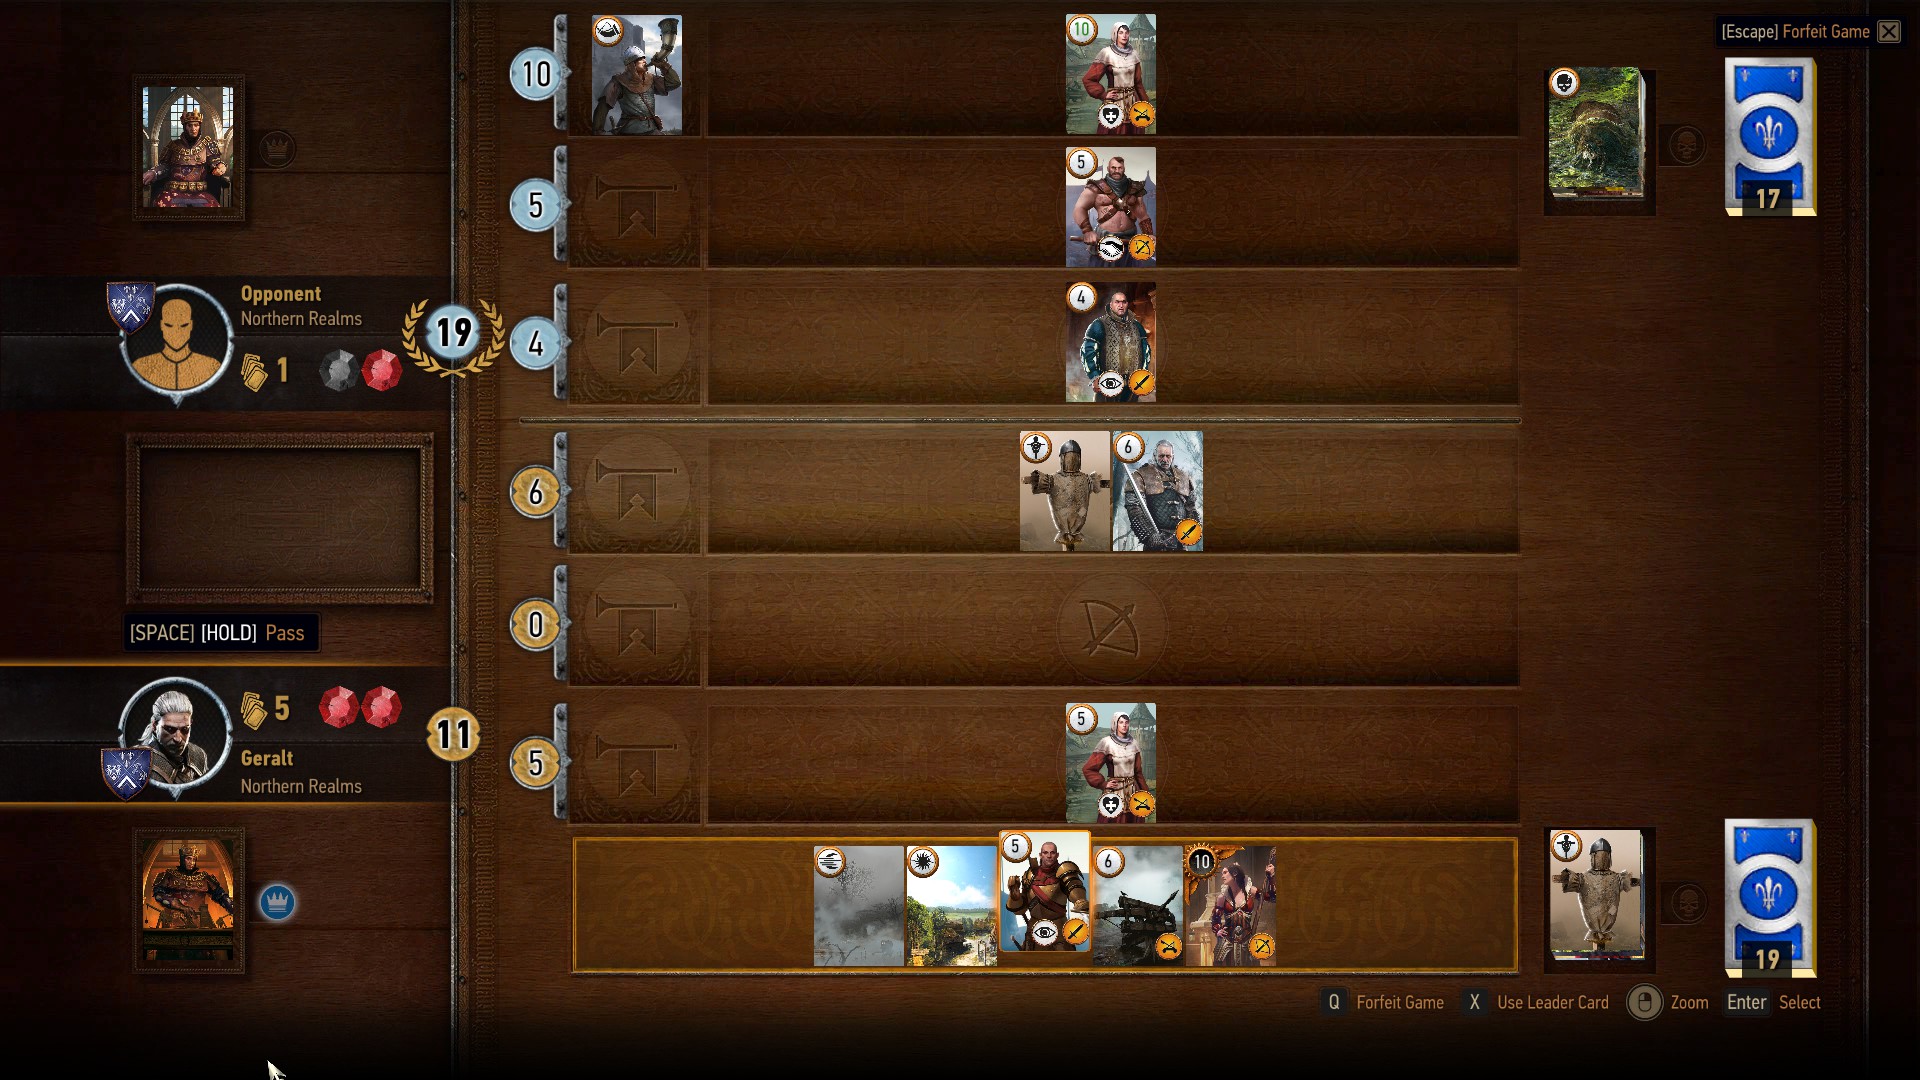 [Escape] Forfeit Game
10
10
17
5
5
Opponent
Northern Realms
1
19
4
4
6
6
[SPACE] [HOLD] Pass
0
5
11
5
5
Geralt
Northern Realms
5
6
10
19
Q Forfeit Game X Use Leader Card Zoom Enter Select